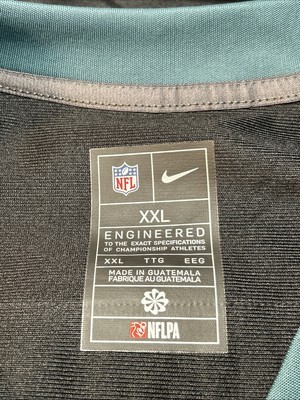 NFL
XXL
ENGINEERED
TO THE EXACT SPECIFICATIONS
OF CHAMPIONSHIP ATHLETES
XXL TTG EEG
MADE IN GUATEMALA
FABRIQUE AU GUATEMALA
NFLPA